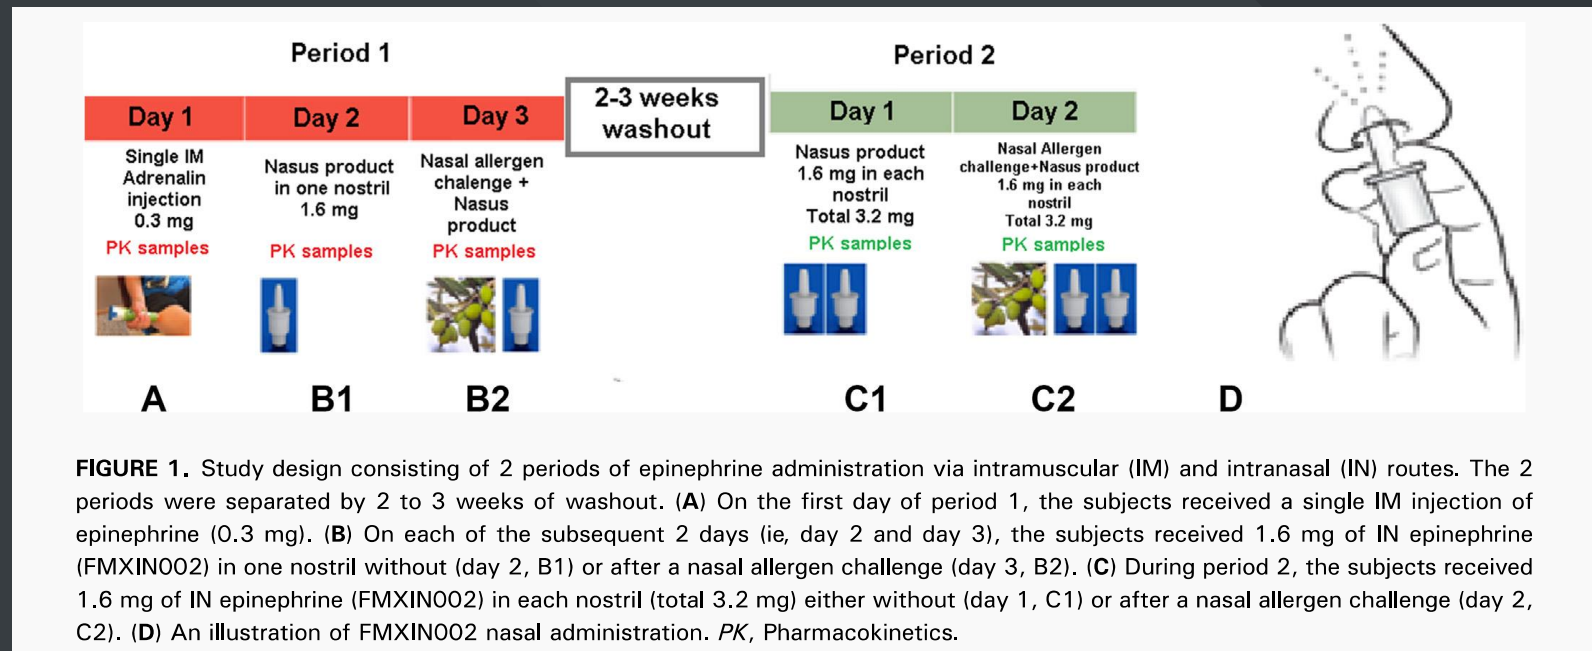 Period 1
Period 2
Day 1
Day 2
Day 3
2-3 weeks
washout
Day 1
Day 2
Single IM
Adrenalin
injection
0.3 mg
PK samples
Nasus product
in one nostril
1.6 mg
PK samples
Nasal allergen
chalenge +
Nasus
product
PK samples
Nasus product
1.6 mg in each
nostril
Total 3.2 mg
PK samples
Nasal Allergen
challenge+Nasus product
1.6 mg in each
nostril
Total 3.2 mg
PK samples
A
B1
B2
C1
C2
D
FIGURE 1. Study design consisting of 2 periods of epinephrine administration via intramuscular (IM) and intranasal (IN) routes. The 2
periods were separated by 2 to 3 weeks of washout. (A) On the first day of period 1, the subjects received a single IM injection of
epinephrine (0.3 mg). (B) On each of the subsequent 2 days (ie, day 2 and day 3), the subjects received 1.6 mg of IN epinephrine
(FMXIN002) in one nostril without (day 2, B1) or after a nasal allergen challenge (day 3, B2). (C) During period 2, the subjects received
1.6 mg of IN epinephrine (FMXIN002) in each nostril (total 3.2 mg) either without (day 1, C1) or after a nasal allergen challenge (day 2,
C2). (D) An illustration of FMXIN002 nasal administration. PK, Pharmacokinetics.